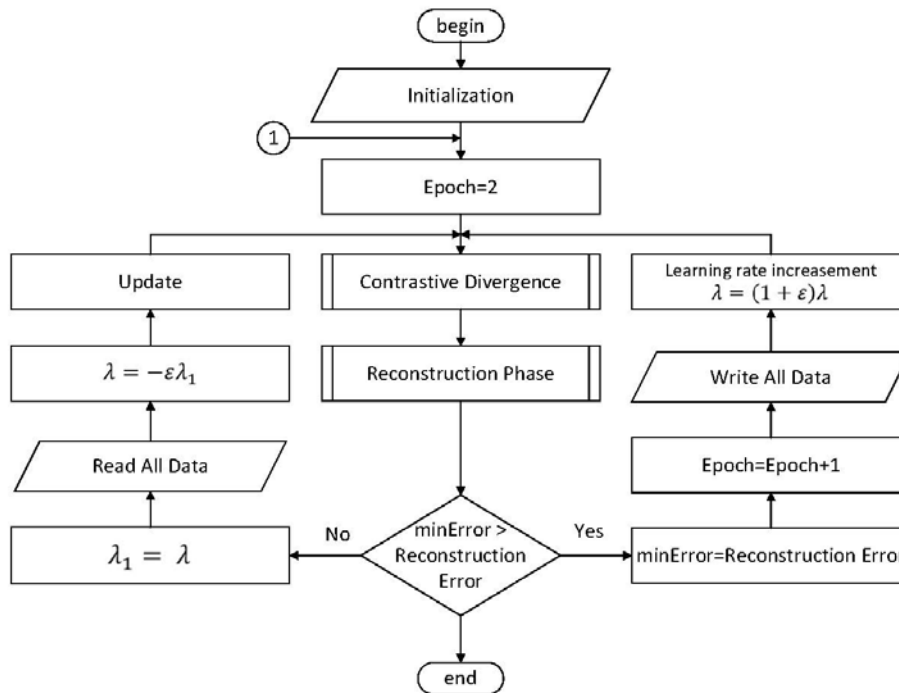 begin
Initialization
1
Epoch=2
Update
Contrastive Divergence
Learning rate increasement
λ = (1 + ε)λ
λ = −ελ₁
Reconstruction Phase
Write All Data
Read All Data
Epoch=Epoch+1
No
minError >
Reconstruction
Error
Yes
λ₁ = λ
minError=Reconstruction Error
end